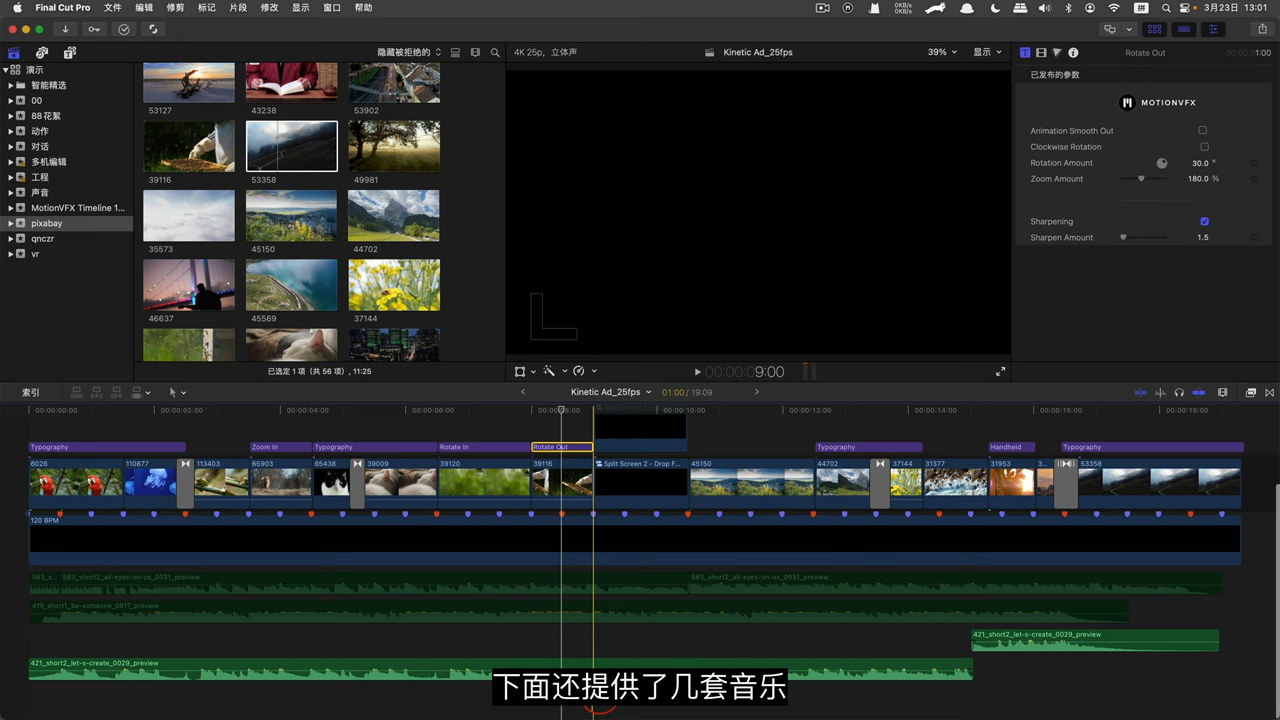 Final Cut Pro 文件 编辑 修剪 标记 片段 修改 显示 窗口 帮助
0KB/s
0KB/s
3月23日 13:01
隐藏被拒绝的
4K 25p, 立体声
Kinetic Ad_25fps
39%
显示
Rotate Out
1:00
演示
智能精选
00
88花絮
动作
对话
多机编辑
工程
声音
MotionVFX Timeline 1...
pixabay
qnczr
vr
53127 43238 53902
39116 53358 49981
35573 45150 44702
46637 45569 37144
已选定 1 项（共 56 项），11:25
已发布的参数
MOTIONVFX
Animation Smooth Out
Clockwise Rotation
Rotation Amount 30.0 °
Zoom Amount 180.0 %
Sharpening
Sharpen Amount 1.5
00:00:09:00
索引
Kinetic Ad_25fps
01:00 / 19:09
00:00:00:00 00:00:02:00 00:00:04:00 00:00:06:00 00:00:08:00 00:00:10:00 00:00:12:00 00:00:14:00 00:00:16:00 00:00:18:00
Typography Zoom In Typography Rotate In Rotate Out Typography Handheld Typography
6026 110877 113403 65903 65438 39009 39120 39116 Split Screen 2 - Drop F... 45150 44702 37144 31377 31953 3... 53358
120 BPM
583_s... 583_short2_all-eyes-on-us_0031_preview 583_short2_all-eyes-on-us_0031_preview
419_short1_be-someone_0017_preview
421_short2_let-s-create_0029_preview
421_short2_let-s-create_0029_preview
下面还提供了几套音乐